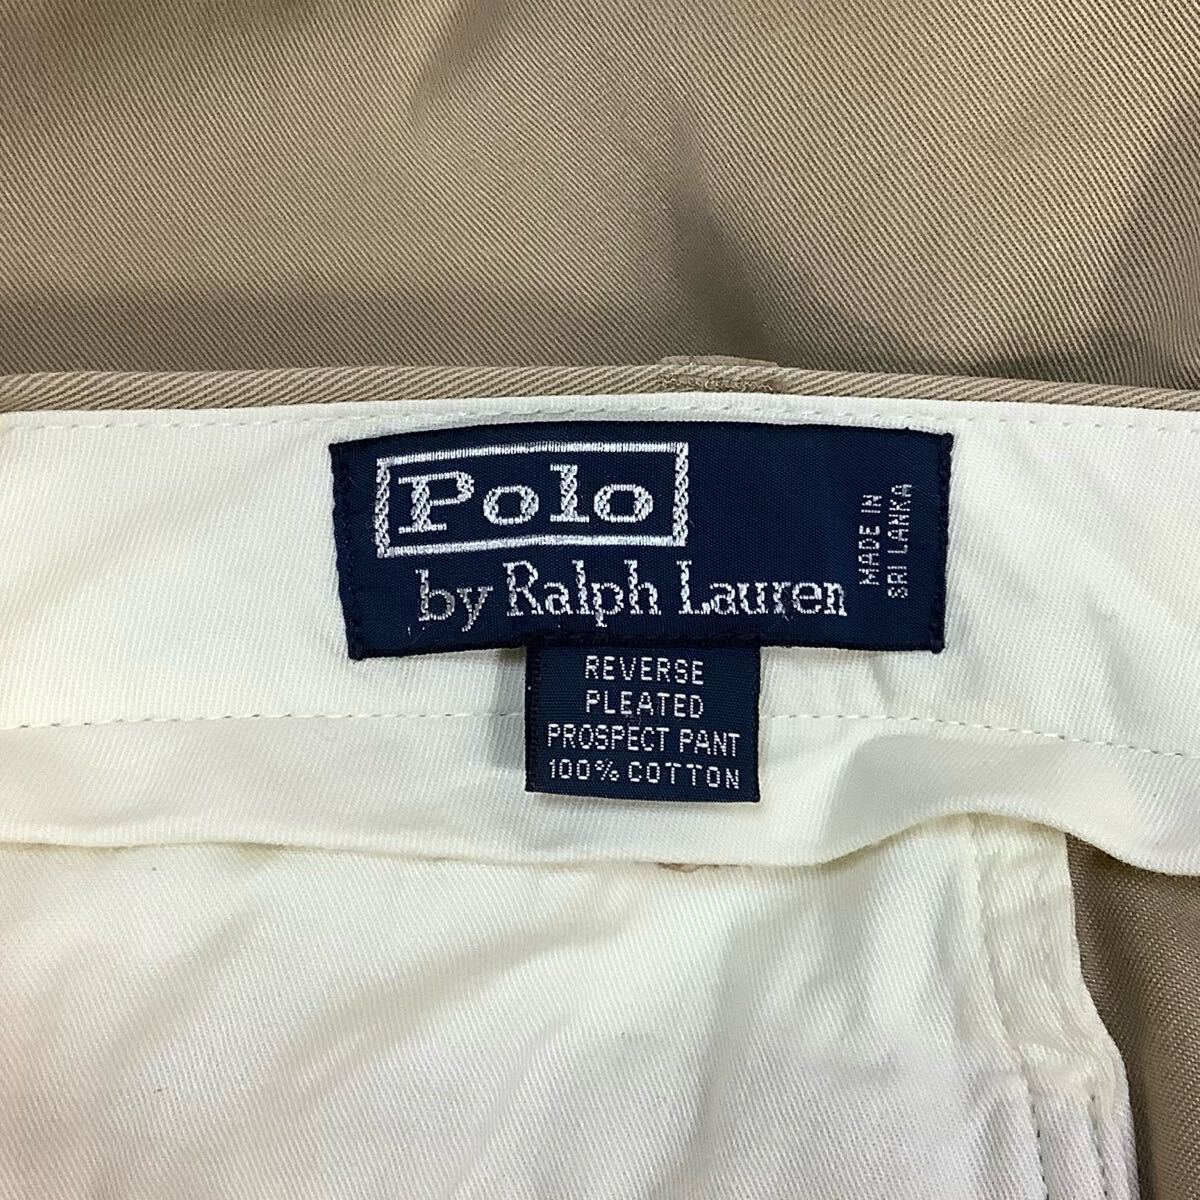 Polo
by Ralph Lauren
MADE IN
SRI LANKA
REVERSE
PLEATED
PROSPECT PANT
100% COTTON